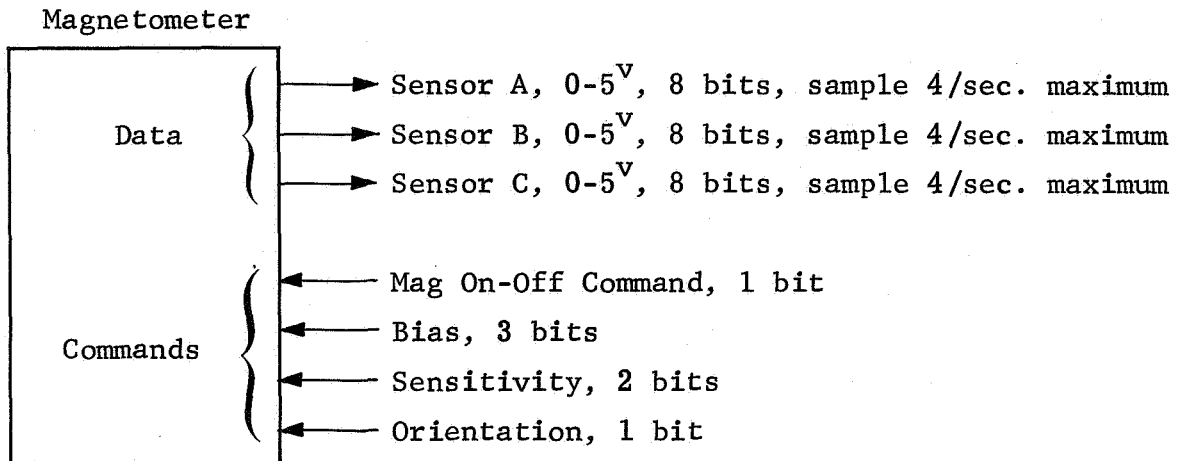 Magnetometer
Data
Sensor A, 0-5V, 8 bits, sample 4/sec. maximum
Sensor B, 0-5V, 8 bits, sample 4/sec. maximum
Sensor C, 0-5V, 8 bits, sample 4/sec. maximum
Commands
Mag On-Off Command, 1 bit
Bias, 3 bits
Sensitivity, 2 bits
Orientation, 1 bit